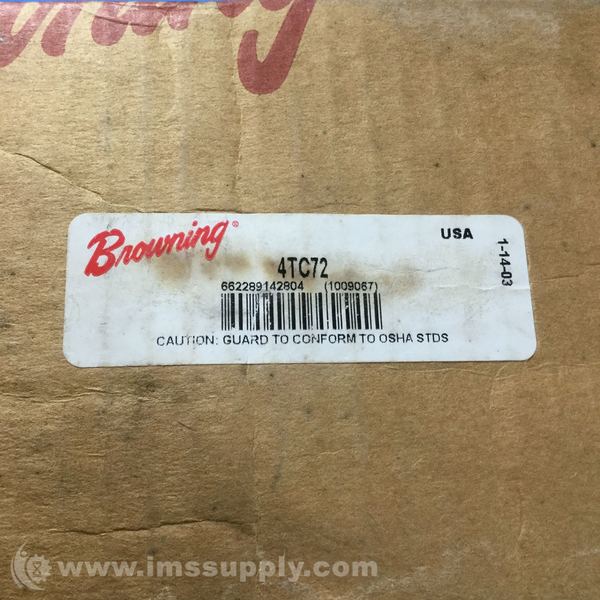 Browning®
USA
1-14-03
4TC72
662289142804 (1009067)
CAUTION: GUARD TO CONFORM TO OSHA STDS
www.imssupply.com